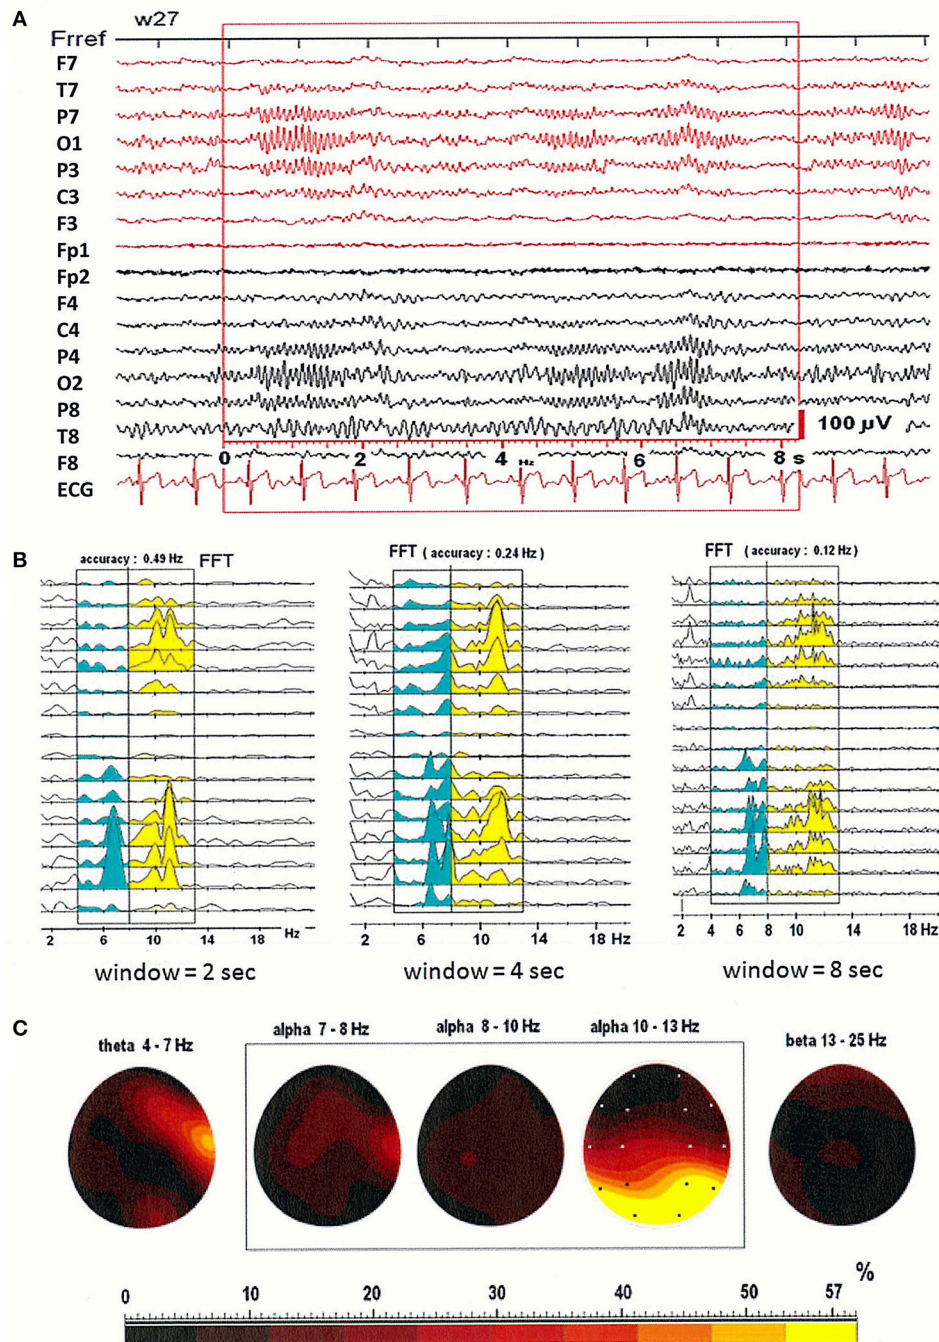 A
w27
Frref
F7
T7
P7
O1
P3
C3
F3
Fp1
Fp2
F4
C4
P4
O2
P8
T8
100 µV
F8
0 2 4 Hz 6 8 s
ECG
B
accuracy : 0.49 Hz FFT
FFT ( accuracy : 0.24 Hz )
FFT ( accuracy : 0.12 Hz )
2 6 10 14 18 Hz
2 6 10 14 18 Hz
2 4 6 8 10 14 18 Hz
window = 2 sec
window = 4 sec
window = 8 sec
C
theta 4 - 7 Hz
alpha 7 - 8 Hz
alpha 8 - 10 Hz
alpha 10 - 13 Hz
beta 13 - 25 Hz
0 10 20 30 40 50 57 %